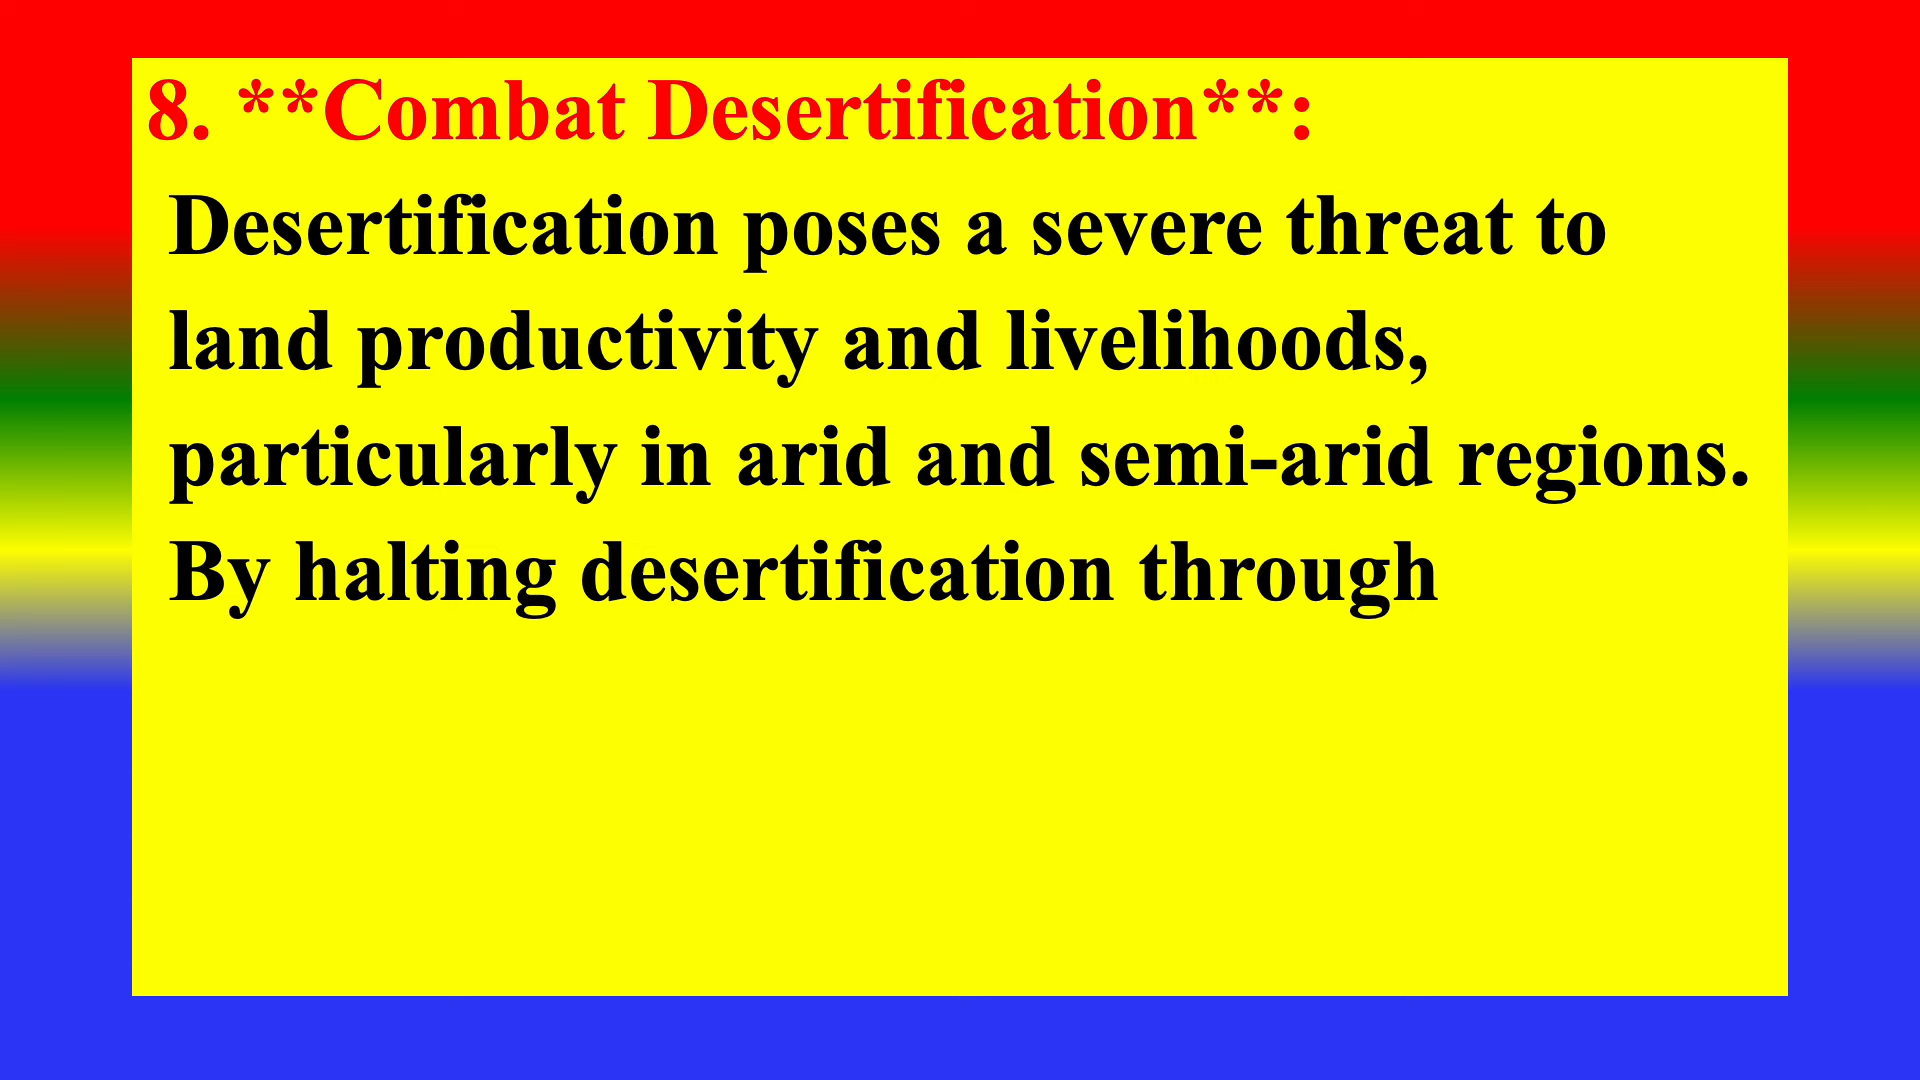 8. **Combat Desertification**:
Desertification poses a severe threat to
land productivity and livelihoods,
particularly in arid and semi-arid regions.
By halting desertification through